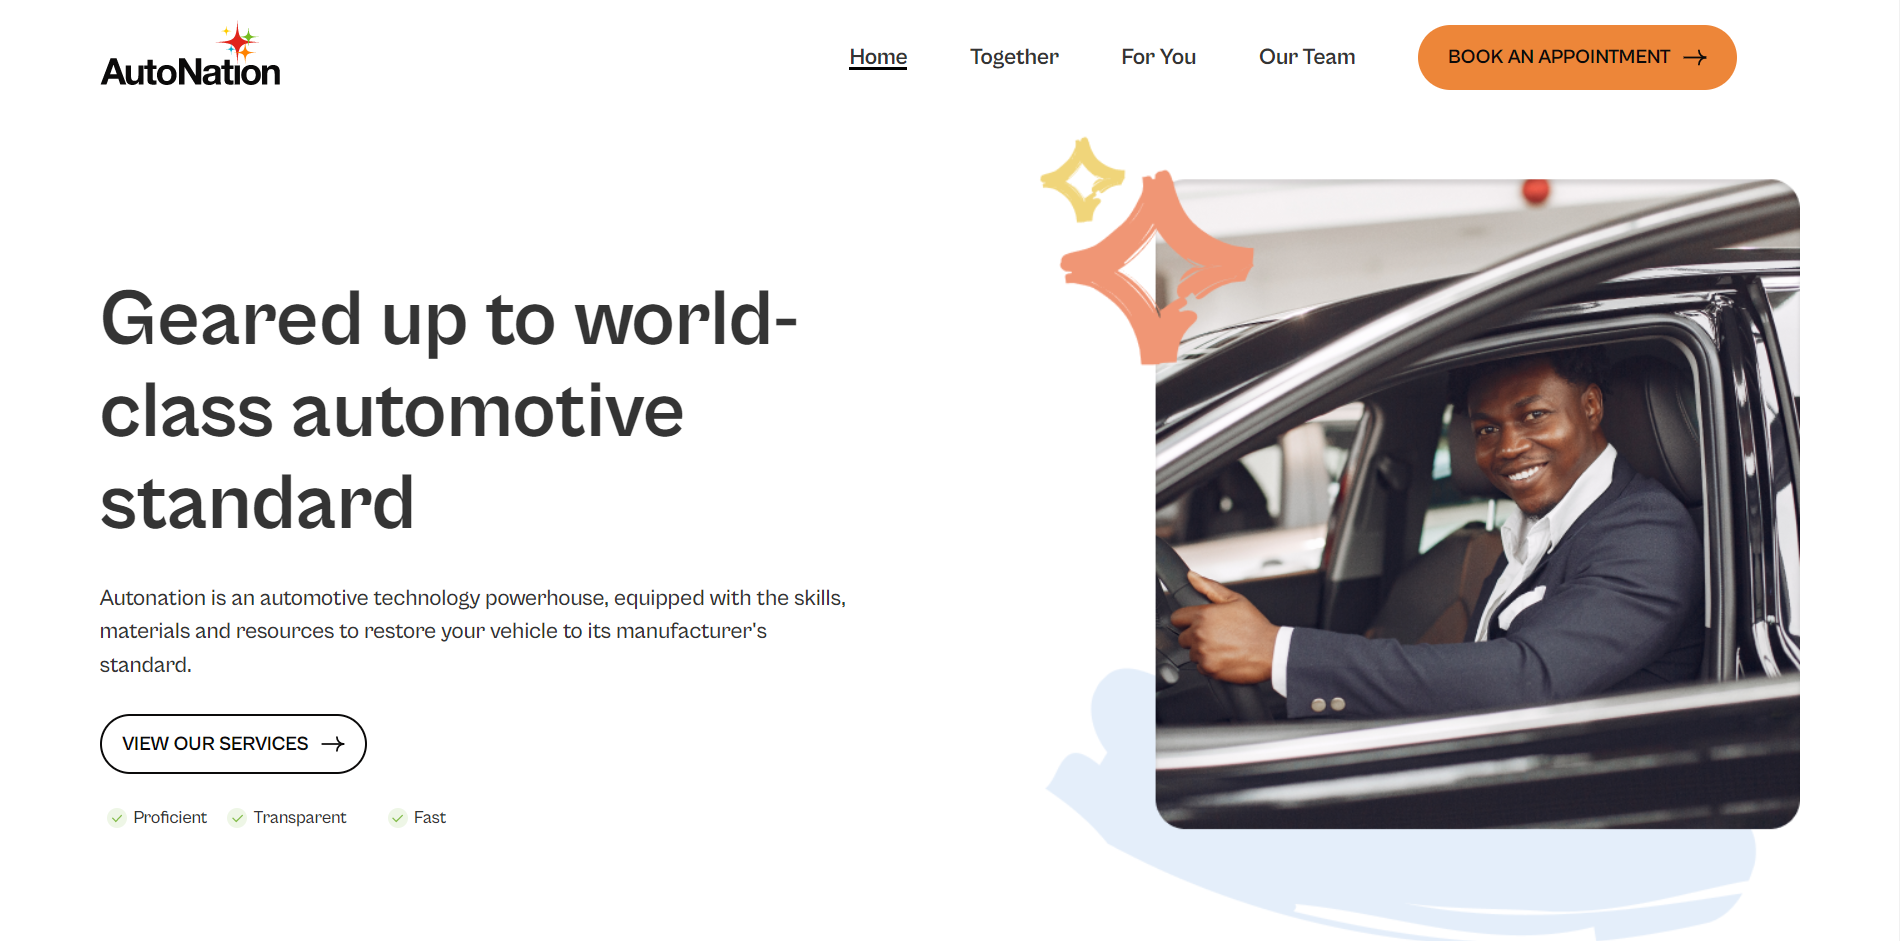 AutoNation
Home
Together
For You
Our Team
BOOK AN APPOINTMENT
Geared up to world-
class automotive
standard
Autonation is an automotive technology powerhouse, equipped with the skills,
materials and resources to restore your vehicle to its manufacturer's
standard.
VIEW OUR SERVICES
Proficient
Transparent
Fast